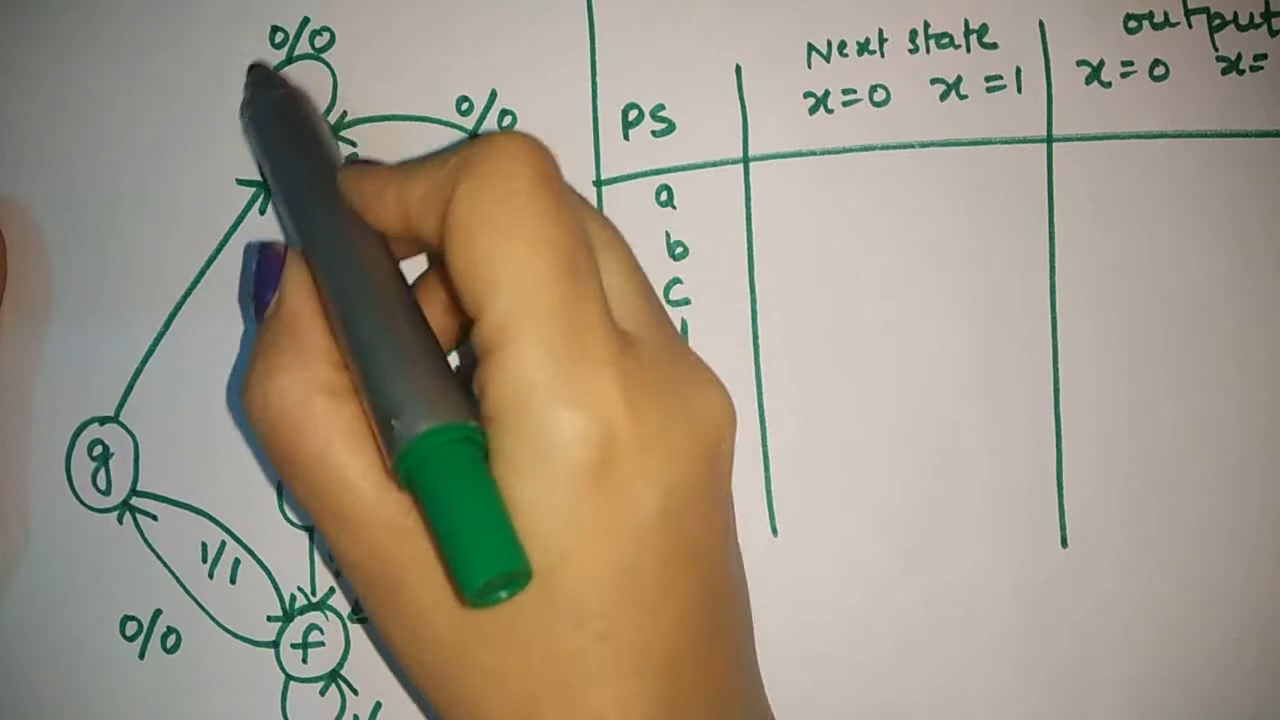 0/0
0/0
Next state
output
x=0 x=1
x=0 x=
PS
a
b
c
g
1/1
0/0
f